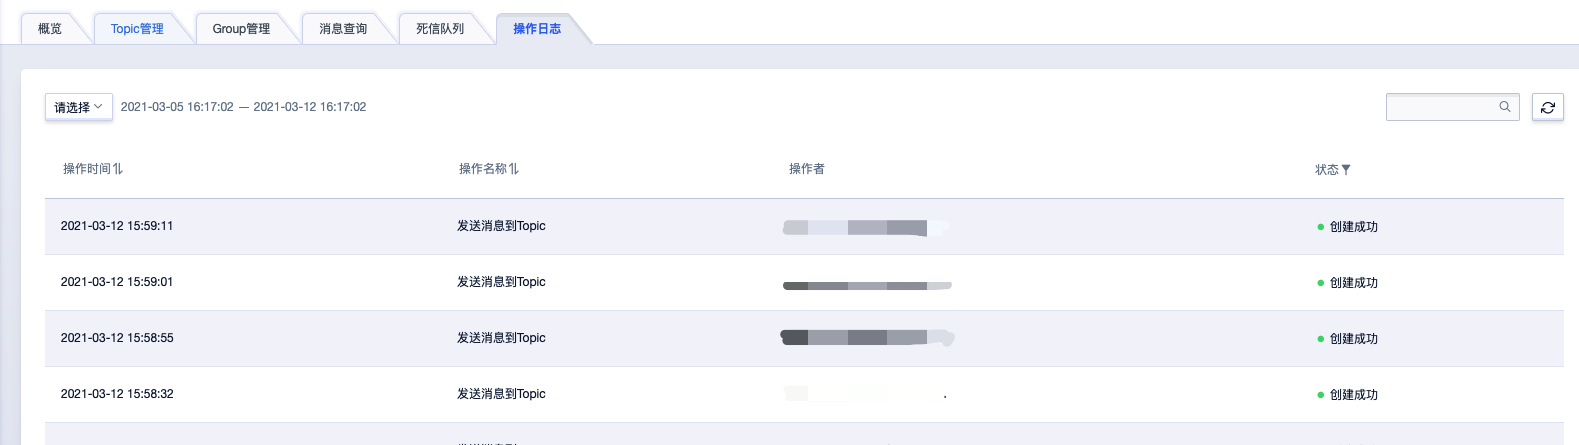 概览 Topic管理 Group管理 消息查询 死信队列 操作日志
请选择 2021-03-05 16:17:02 — 2021-03-12 16:17:02
操作时间 操作名称 操作者 状态
2021-03-12 15:59:11 发送消息到Topic 创建成功
2021-03-12 15:59:01 发送消息到Topic 创建成功
2021-03-12 15:58:55 发送消息到Topic 创建成功
2021-03-12 15:58:32 发送消息到Topic 创建成功